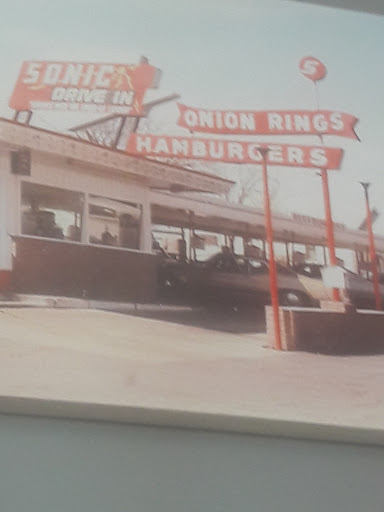 SONIC
DRIVE IN
S
ONION RINGS
HAMBURGERS